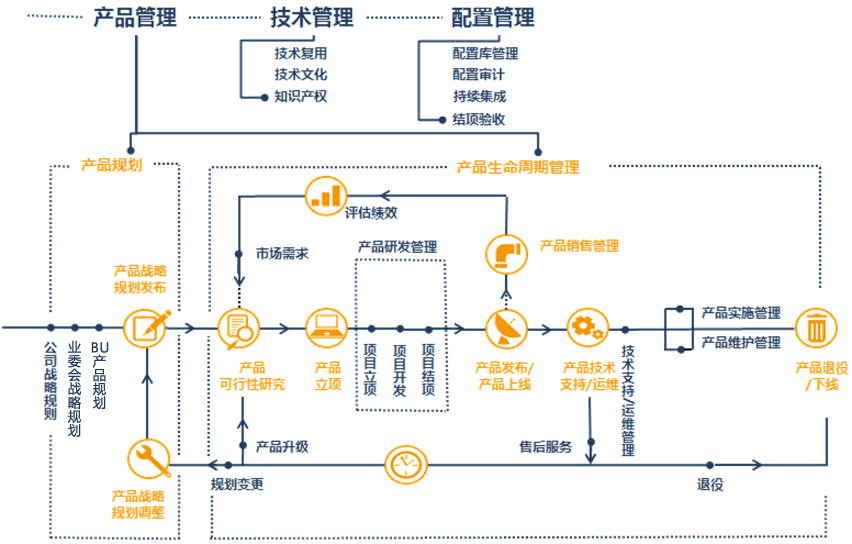 产品管理
技术管理
配置管理
技术复用
技术文化
知识产权
配置库管理
配置审计
持续集成
结项验收
产品规划
产品生命周期管理
评估绩效
市场需求
产品研发管理
产品销售管理
产品战略
规划发布
公司战略规则
业委会战略规划
BU产品规划
产品
可行性研究
产品
立项
项目立项
项目开发
项目结项
产品发布/
产品上线
产品技术
支持/运维
技术支持/运维管理
产品实施管理
产品维护管理
产品退役
/下线
产品升级
售后服务
规划变更
退役
产品战略
规划调整